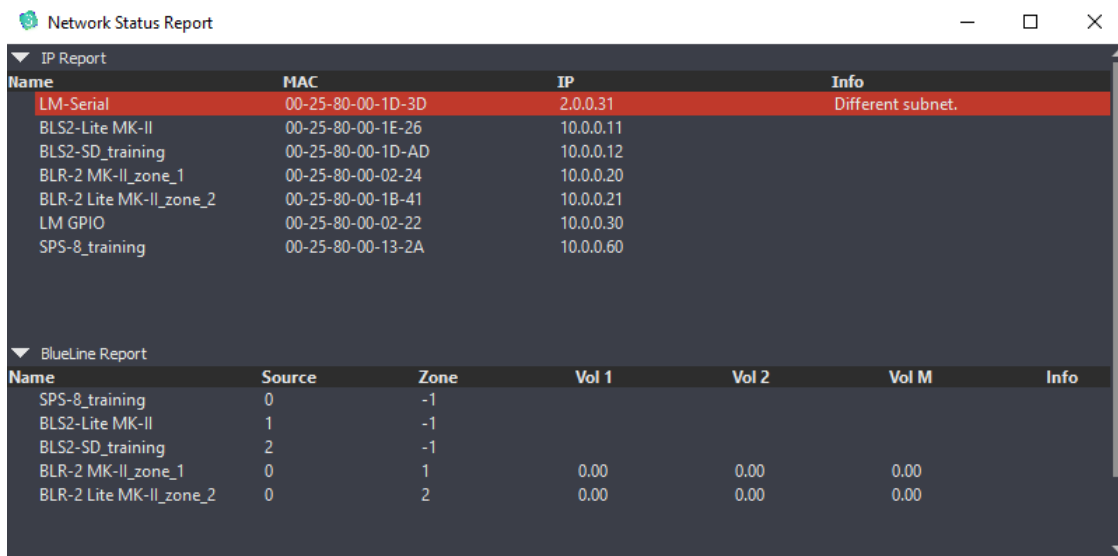 Network Status Report
IP Report
Name MAC IP Info
LM-Serial 00-25-80-00-1D-3D 2.0.0.31 Different subnet.
BLS2-Lite MK-II 00-25-80-00-1E-26 10.0.0.11
BLS2-SD_training 00-25-80-00-1D-AD 10.0.0.12
BLR-2 MK-II_zone_1 00-25-80-00-02-24 10.0.0.20
BLR-2 Lite MK-II_zone_2 00-25-80-00-1B-41 10.0.0.21
LM GPIO 00-25-80-00-02-22 10.0.0.30
SPS-8_training 00-25-80-00-13-2A 10.0.0.60
BlueLine Report
Name Source Zone Vol 1 Vol 2 Vol M Info
SPS-8_training 0 -1
BLS2-Lite MK-II 1 -1
BLS2-SD_training 2 -1
BLR-2 MK-II_zone_1 0 1 0.00 0.00 0.00
BLR-2 Lite MK-II_zone_2 0 2 0.00 0.00 0.00